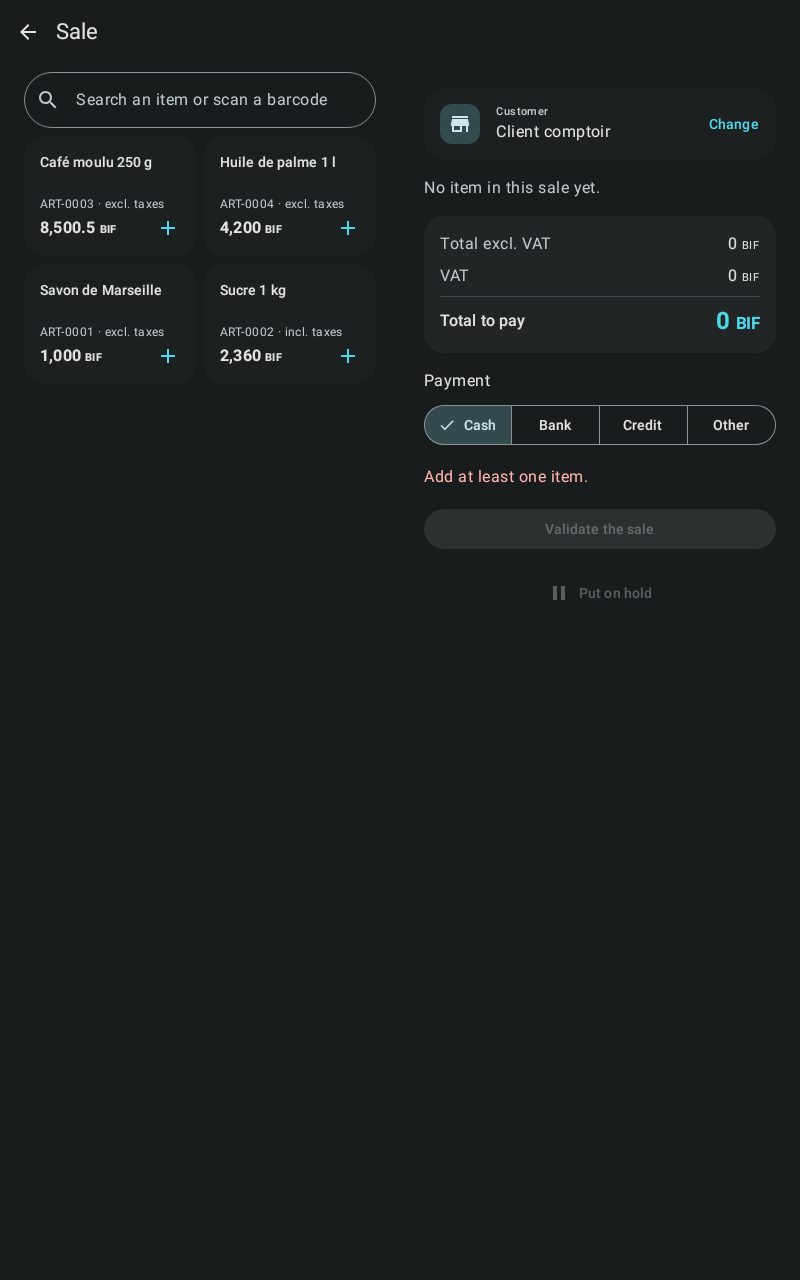 Sale
Search an item or scan a barcode
Café moulu 250 g
ART-0003 · excl. taxes
8,500.5 BIF
Huile de palme 1 l
ART-0004 · excl. taxes
4,200 BIF
Savon de Marseille
ART-0001 · excl. taxes
1,000 BIF
Sucre 1 kg
ART-0002 · incl. taxes
2,360 BIF
Customer
Client comptoir
Change
No item in this sale yet.
Total excl. VAT 0 BIF
VAT 0 BIF
Total to pay 0 BIF
Payment
Cash Bank Credit Other
Add at least one item.
Validate the sale
Put on hold